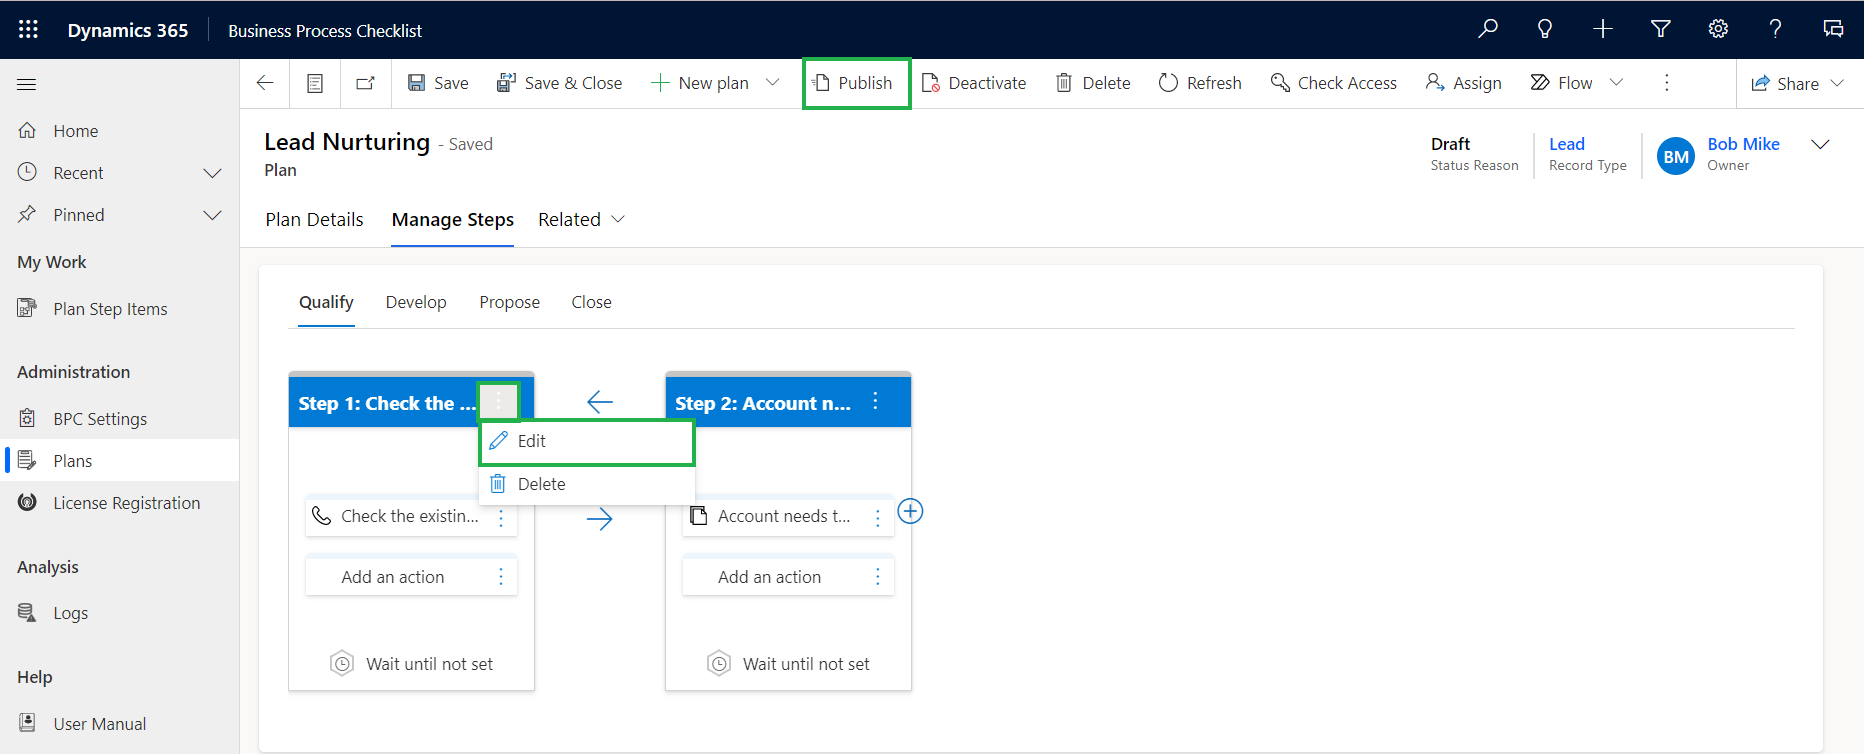 Dynamics 365 Business Process Checklist
Save Save & Close New plan Publish Deactivate Delete Refresh Check Access Assign Flow Share
Home
Recent
Pinned
My Work
Plan Step Items
Administration
BPC Settings
Plans
License Registration
Analysis
Logs
Help
User Manual
Lead Nurturing - Saved
Plan
Draft
Status Reason
Lead
Record Type
BM
Bob Mike
Owner
Plan Details Manage Steps Related
Qualify Develop Propose Close
Step 1: Check the ...
Edit
Delete
Check the existin...
Add an action
Wait until not set
Step 2: Account n...
Account needs t...
Add an action
Wait until not set